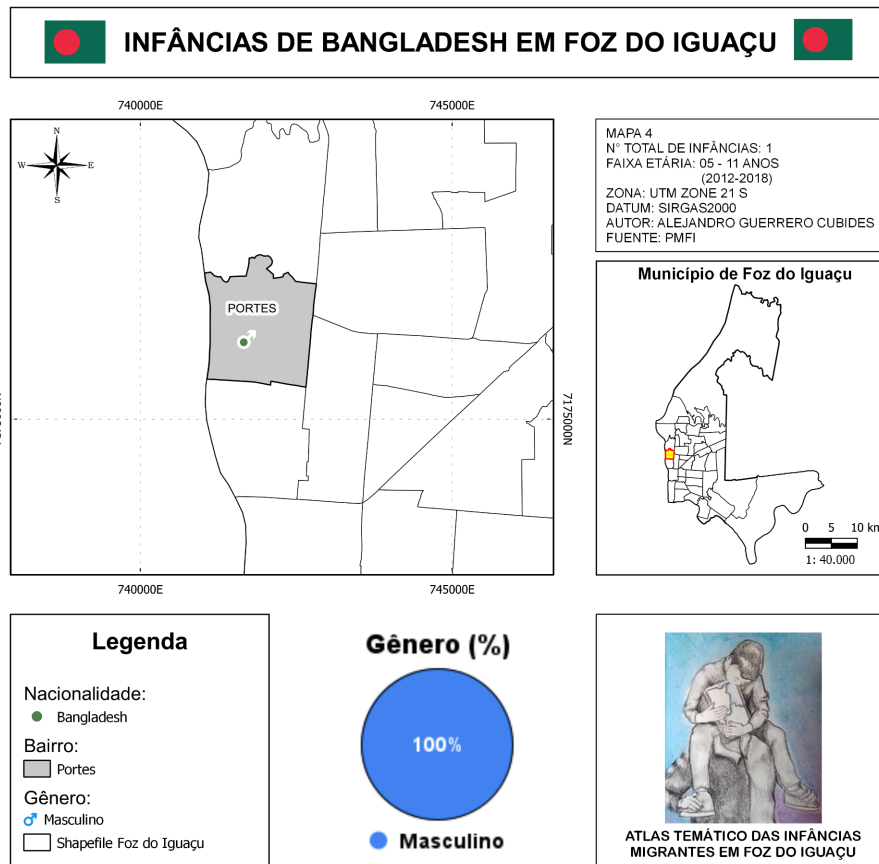 INFÂNCIAS DE BANGLADESH EM FOZ DO IGUAÇU
740000E 745000E
N
W E
S
PORTES
7175000N
740000E 745000E
MAPA 4
N° TOTAL DE INFÂNCIAS: 1
FAIXA ETÁRIA: 05 - 11 ANOS
(2012-2018)
ZONA: UTM ZONE 21 S
DATUM: SIRGAS2000
AUTOR: ALEJANDRO GUERRERO CUBIDES
FUENTE: PMFI
Município de Foz do Iguaçu
0 5 10 km
1: 40.000
Legenda
Nacionalidade:
Bangladesh
Bairro:
Portes
Gênero:
Masculino
Shapefile Foz do Iguaçu
Gênero (%)
100%
Masculino
ATLAS TEMÁTICO DAS INFÂNCIAS
MIGRANTES EM FOZ DO IGUAÇU